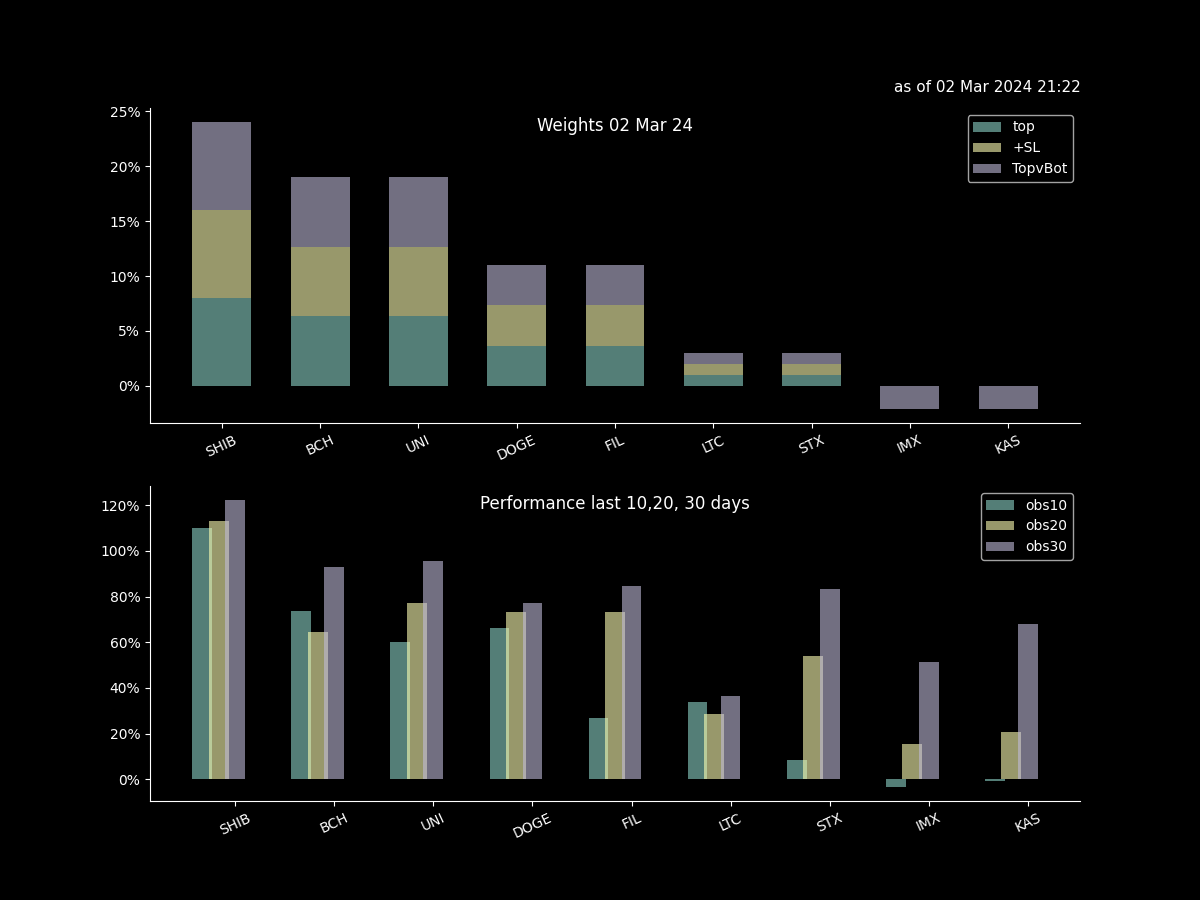 as of 02 Mar 2024 21:22
Weights 02 Mar 24
top
+SL
TopvBot
25%
20%
15%
10%
5%
0%
SHIB BCH UNI DOGE FIL LTC STX IMX KAS
Performance last 10,20, 30 days
obs10
obs20
obs30
120%
100%
80%
60%
40%
20%
0%
SHIB BCH UNI DOGE FIL LTC STX IMX KAS